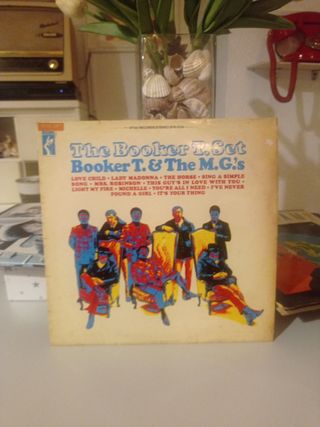 The Booker T. Set
Booker T. & The M.G.'s
LOVE CHILD • LADY MADONNA • THE HORSE • SING A SIMPLE
SONG • MRS. ROBINSON • THIS GUY'S IN LOVE WITH YOU •
LIGHT MY FIRE • MICHELLE • YOU'RE ALL I NEED • I'VE NEVER
FOUND A GIRL • IT'S YOUR THING